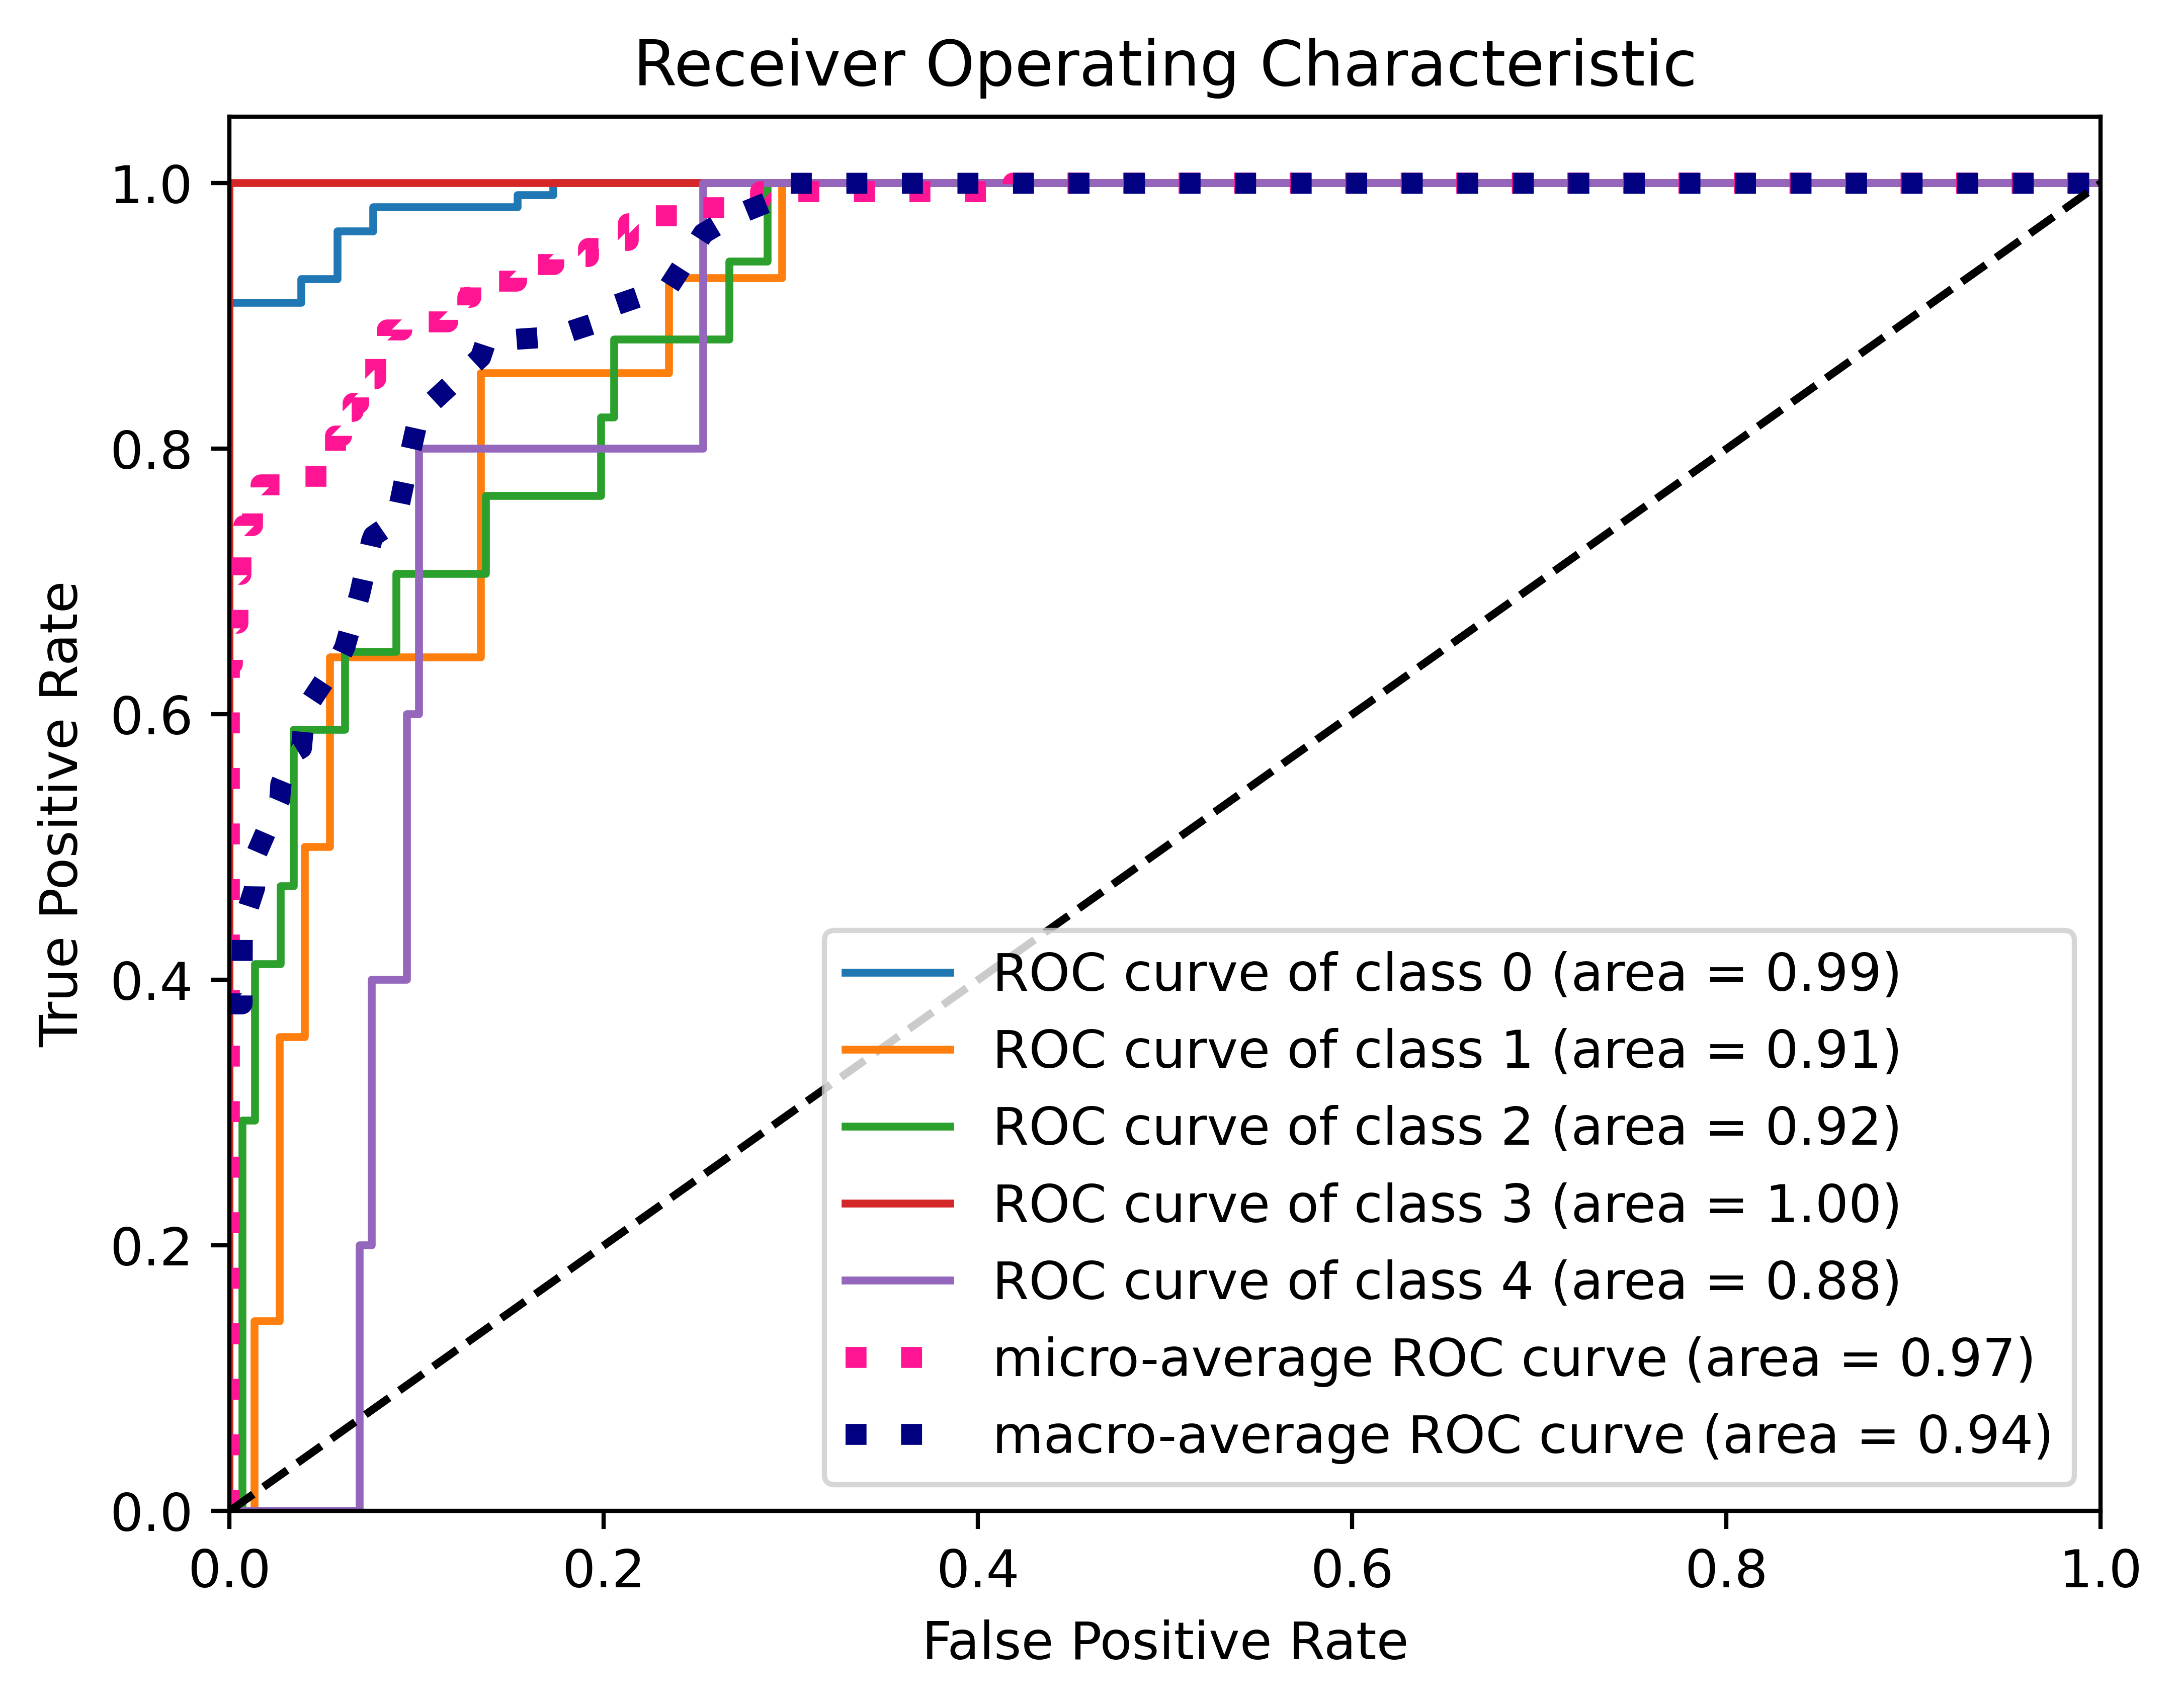 Receiver Operating Characteristic
1.0
0.8
0.6
0.4
0.2
0.0
True Positive Rate
ROC curve of class 0 (area = 0.99)
ROC curve of class 1 (area = 0.91)
ROC curve of class 2 (area = 0.92)
ROC curve of class 3 (area = 1.00)
ROC curve of class 4 (area = 0.88)
micro-average ROC curve (area = 0.97)
macro-average ROC curve (area = 0.94)
0.0 0.2 0.4 0.6 0.8 1.0
False Positive Rate